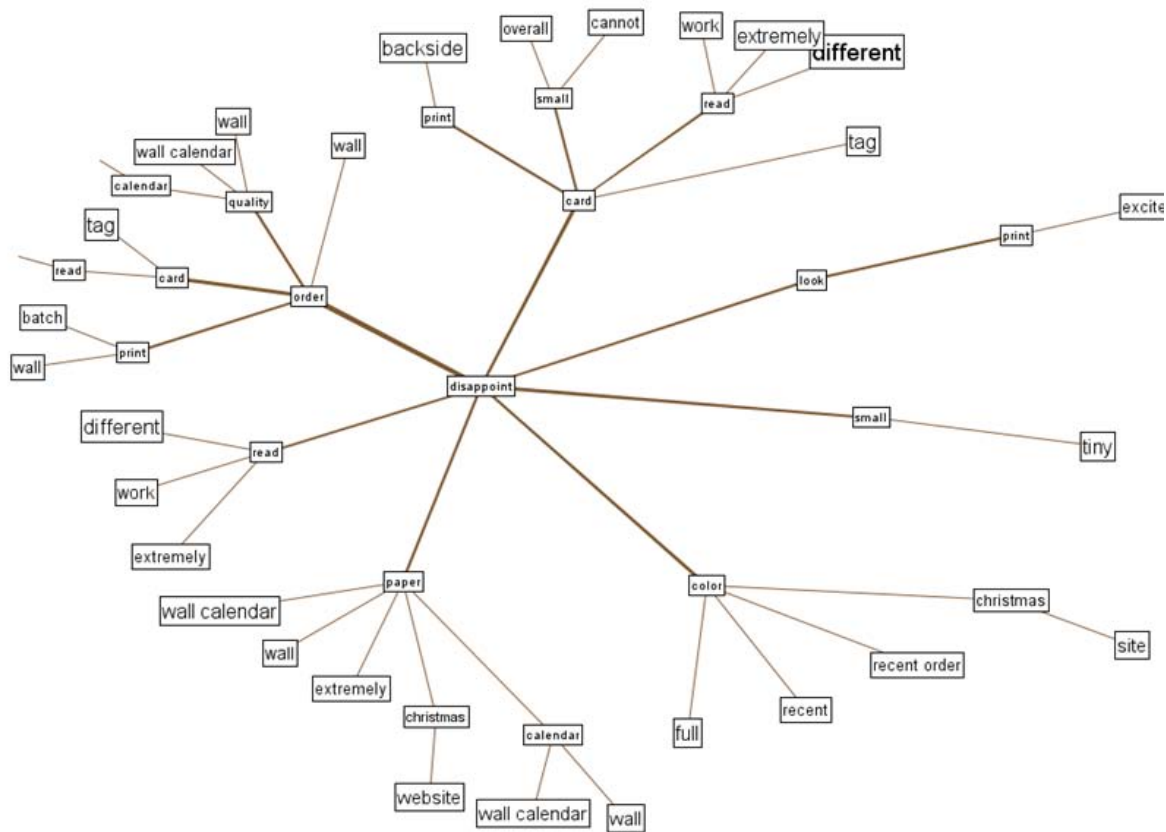 overall
cannot
work
extremely
different
backside
small
read
print
wall
wall
wall calendar
tag
calendar
quality
card
tag
excite
print
read
card
look
order
batch
print
wall
disappoint
small
different
tiny
read
work
extremely
paper
color
wall calendar
christmas
wall
site
recent order
extremely
recent
christmas
full
calendar
website
wall calendar
wall